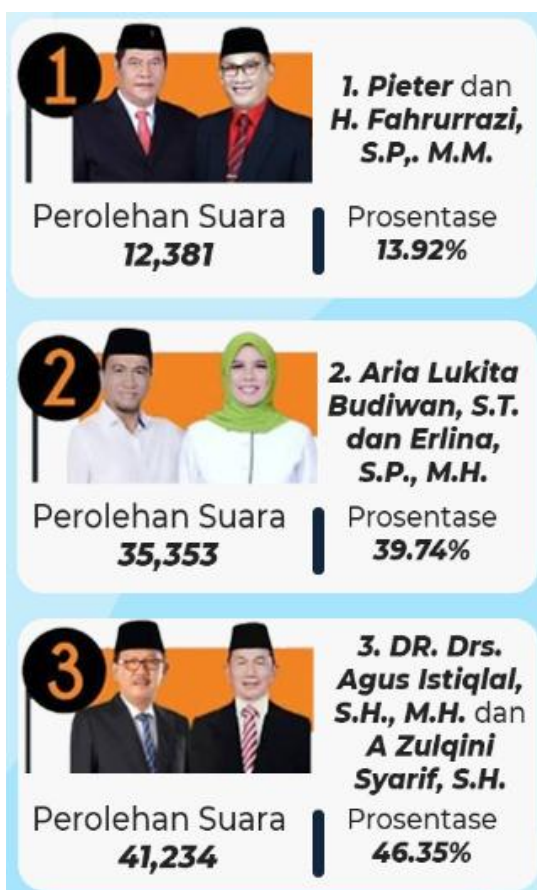 1
1. Pieter dan
H. Fahrurrazi,
S.P,. M.M.
Perolehan Suara
12,381
Prosentase
13.92%
2
2. Aria Lukita
Budiwan, S.T.
dan Erlina,
S.P., M.H.
Perolehan Suara
35,353
Prosentase
39.74%
3
3. DR. Drs.
Agus Istiqlal,
S.H., M.H. dan
A Zulqini
Syarif, S.H.
Perolehan Suara
41,234
Prosentase
46.35%